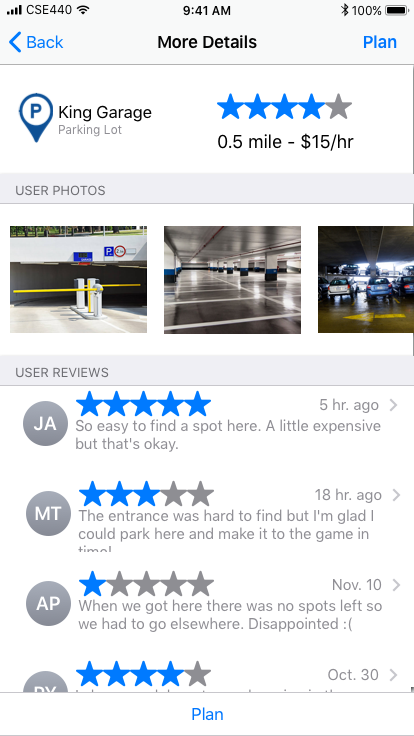 CSE440 9:41 AM 100%
Back More Details Plan
P King Garage
Parking Lot
0.5 mile - $15/hr
USER PHOTOS
P
USER REVIEWS
JA 5 hr. ago
So easy to find a spot here. A little expensive
but that's okay.
MT 18 hr. ago
The entrance was hard to find but I'm glad I
could park here and make it to the game in
time!
AP Nov. 10
When we got here there was no spots left so
we had to go elsewhere. Disappointed :(
Oct. 30
Plan